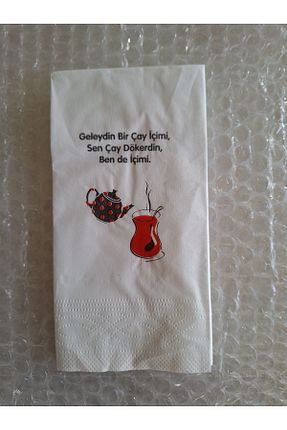 Geleydin Bir Çay İçimi,
Sen Çay Dökerdin,
Ben de İçimi.